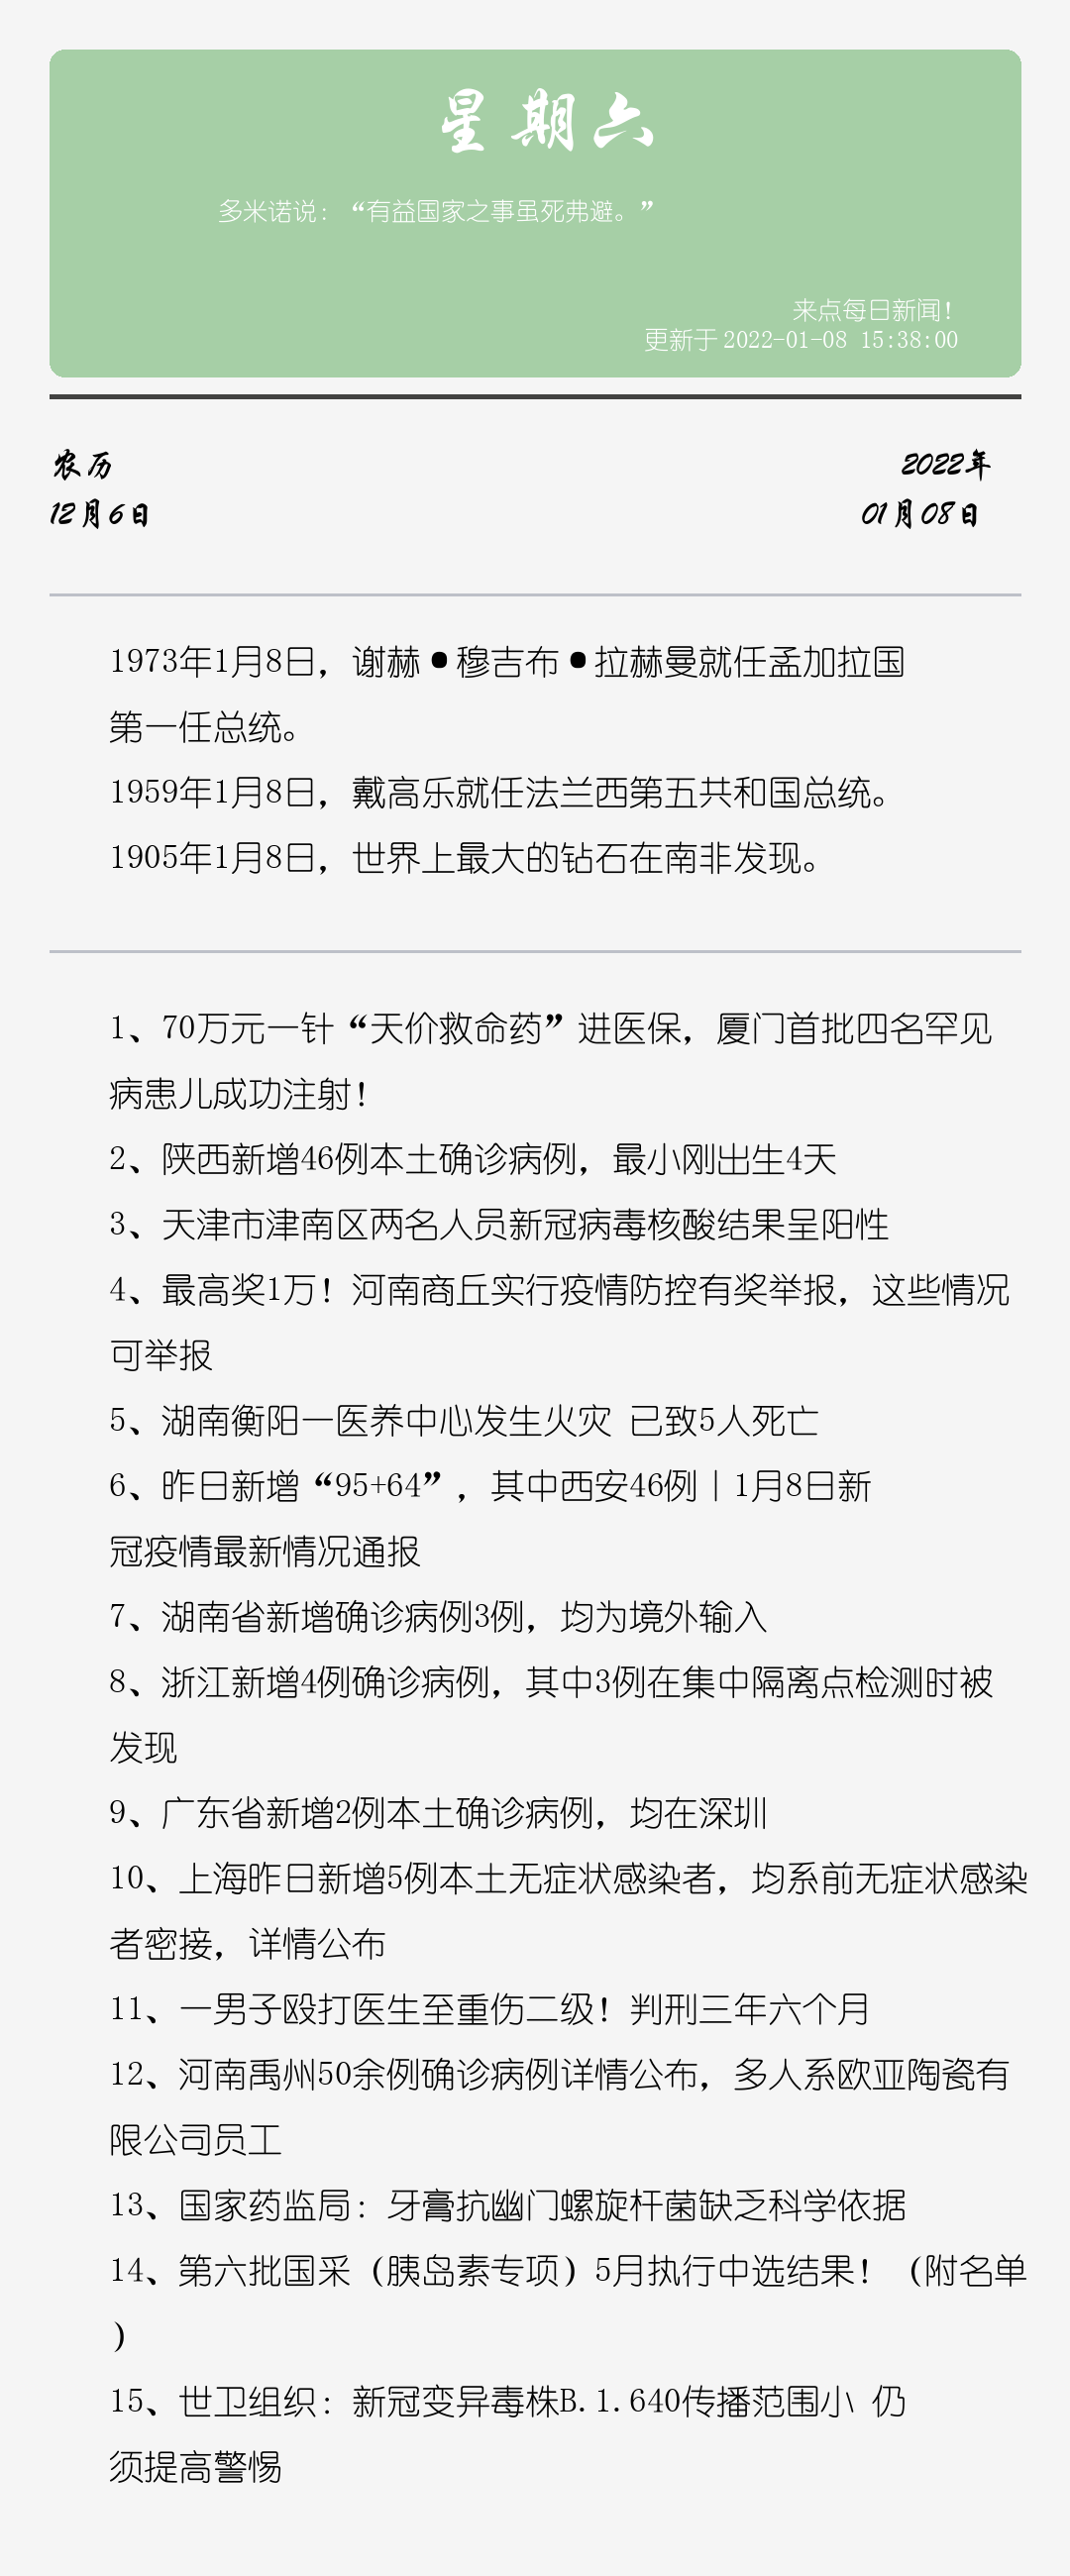 星期六
多米诺说：“有益国家之事虽死弗避。”
来点每日新闻！
更新于 2022-01-08 15:38:00
农历
2022年
12月6日
01月08日
1973年1月8日，谢赫●穆吉布●拉赫曼就任孟加拉国
第一任总统。
1959年1月8日，戴高乐就任法兰西第五共和国总统。
1905年1月8日，世界上最大的钻石在南非发现。
1、70万元一针“天价救命药”进医保，厦门首批四名罕见
病患儿成功注射！
2、陕西新增46例本土确诊病例，最小刚出生4天
3、天津市津南区两名人员新冠病毒核酸结果呈阳性
4、最高奖1万！河南商丘实行疫情防控有奖举报，这些情况
可举报
5、湖南衡阳一医养中心发生火灾 已致5人死亡
6、昨日新增“95+64”，其中西安46例｜1月8日新
冠疫情最新情况通报
7、湖南省新增确诊病例3例，均为境外输入
8、浙江新增4例确诊病例，其中3例在集中隔离点检测时被
发现
9、广东省新增2例本土确诊病例，均在深圳
10、上海昨日新增5例本土无症状感染者，均系前无症状感染
者密接，详情公布
11、一男子殴打医生至重伤二级！判刑三年六个月
12、河南禹州50余例确诊病例详情公布，多人系欧亚陶瓷有
限公司员工
13、国家药监局：牙膏抗幽门螺旋杆菌缺乏科学依据
14、第六批国采（胰岛素专项）5月执行中选结果！（附名单
）
15、世卫组织：新冠变异毒株B.1.640传播范围小 仍
须提高警惕